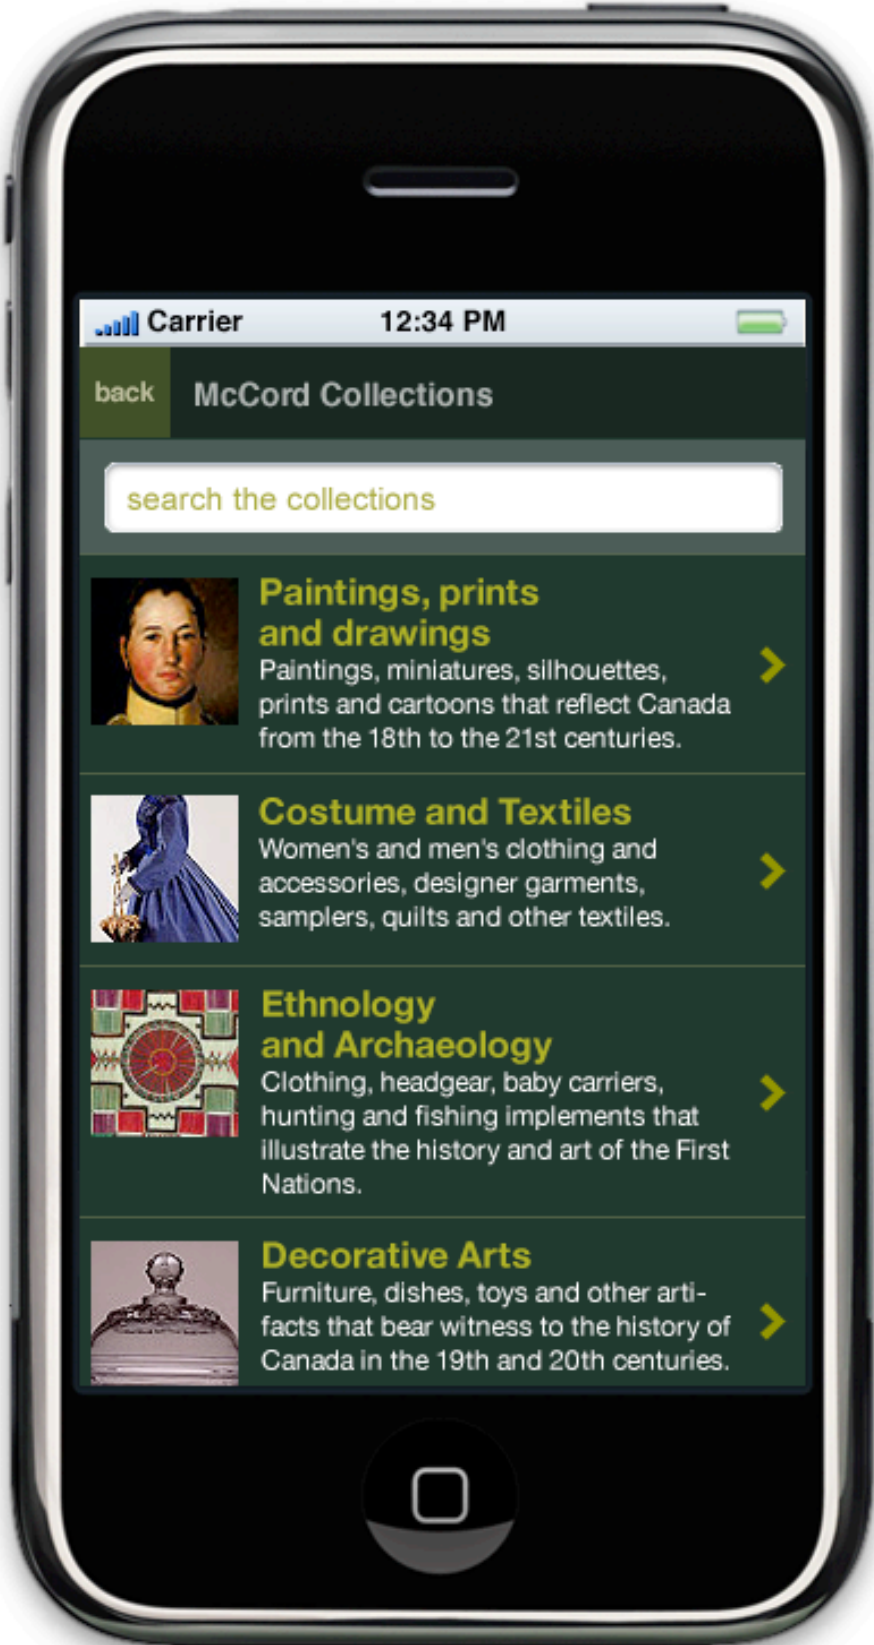 Carrier 12:34 PM
back McCord Collections
search the collections
Paintings, prints
and drawings
Paintings, miniatures, silhouettes,
prints and cartoons that reflect Canada
from the 18th to the 21st centuries.
Costume and Textiles
Women's and men's clothing and
accessories, designer garments,
samplers, quilts and other textiles.
Ethnology
and Archaeology
Clothing, headgear, baby carriers,
hunting and fishing implements that
illustrate the history and art of the First
Nations.
Decorative Arts
Furniture, dishes, toys and other arti-
facts that bear witness to the history of
Canada in the 19th and 20th centuries.